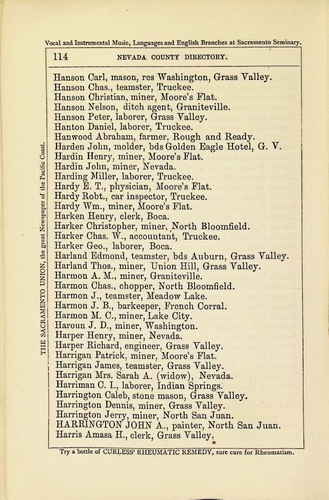 Vocal and Instrumental Music, Languages and English Branches at Sacramento Seminary.
114 NEVADA COUNTY DIRECTORY.
Hanson Carl, mason, res Washington, Grass Valley.
Hanson Chas., teamster, Truckee.
Hanson Christian, miner, Moore's Flat.
Hanson Nelson, ditch agent, Graniteville.
Hanson Peter, laborer, Grass Valley.
Hanton Daniel, laborer, Truckee.
Hanwood Abraham, farmer, Rough and Ready.
Harden John, molder, bds Golden Eagle Hotel, G. V.
Hardin Henry, miner, Moore's Flat.
Hardin John, miner, Nevada.
Harding Miller, laborer, Truckee.
Hardy E. T., physician, Moore's Flat.
Hardy Robt., car inspector, Truckee.
Hardy Wm., miner, Moore's Flat.
Harken Henry, clerk, Boca.
Harker Christopher, miner, North Bloomfield.
Harker Chas. W., accountant, Truckee.
Harker Geo., laborer, Boca.
Harland Edmond, teamster, bds Auburn, Grass Valley.
Harland Thos., miner, Union Hill, Grass Valley.
Harmon A. M., miner, Graniteville.
Harmon Chas., chopper, North Bloomfield.
Harmon J., teamster, Meadow Lake.
Harmon J. B., barkeeper, French Corral.
Harmon M. C., miner, Lake City.
Haroun J. D., miner, Washington.
Harper Henry, miner, Nevada.
Harper Richard, engineer, Grass Valley.
Harrigan Patrick, miner, Moore's Flat.
Harrigan James, teamster, Grass Valley.
Harrigan Mrs. Sarah A. (widow), Nevada.
Harriman C. I., laborer, Indian Springs.
Harrington Caleb, stone mason, Grass Valley.
Harrington Dennis, miner, Grass Valley.
Harrington Jerry, miner, North San Juan.
HARRINGTON JOHN A., painter, North San Juan.
Harris Amasa H., clerk, Grass Valley.
Try a bottle of CURLESS' RHEUMATIC REMEDY, sure cure for Rheumatism.
THE SACRAMENTO UNION, the great Newspaper of the Pacific Coast.